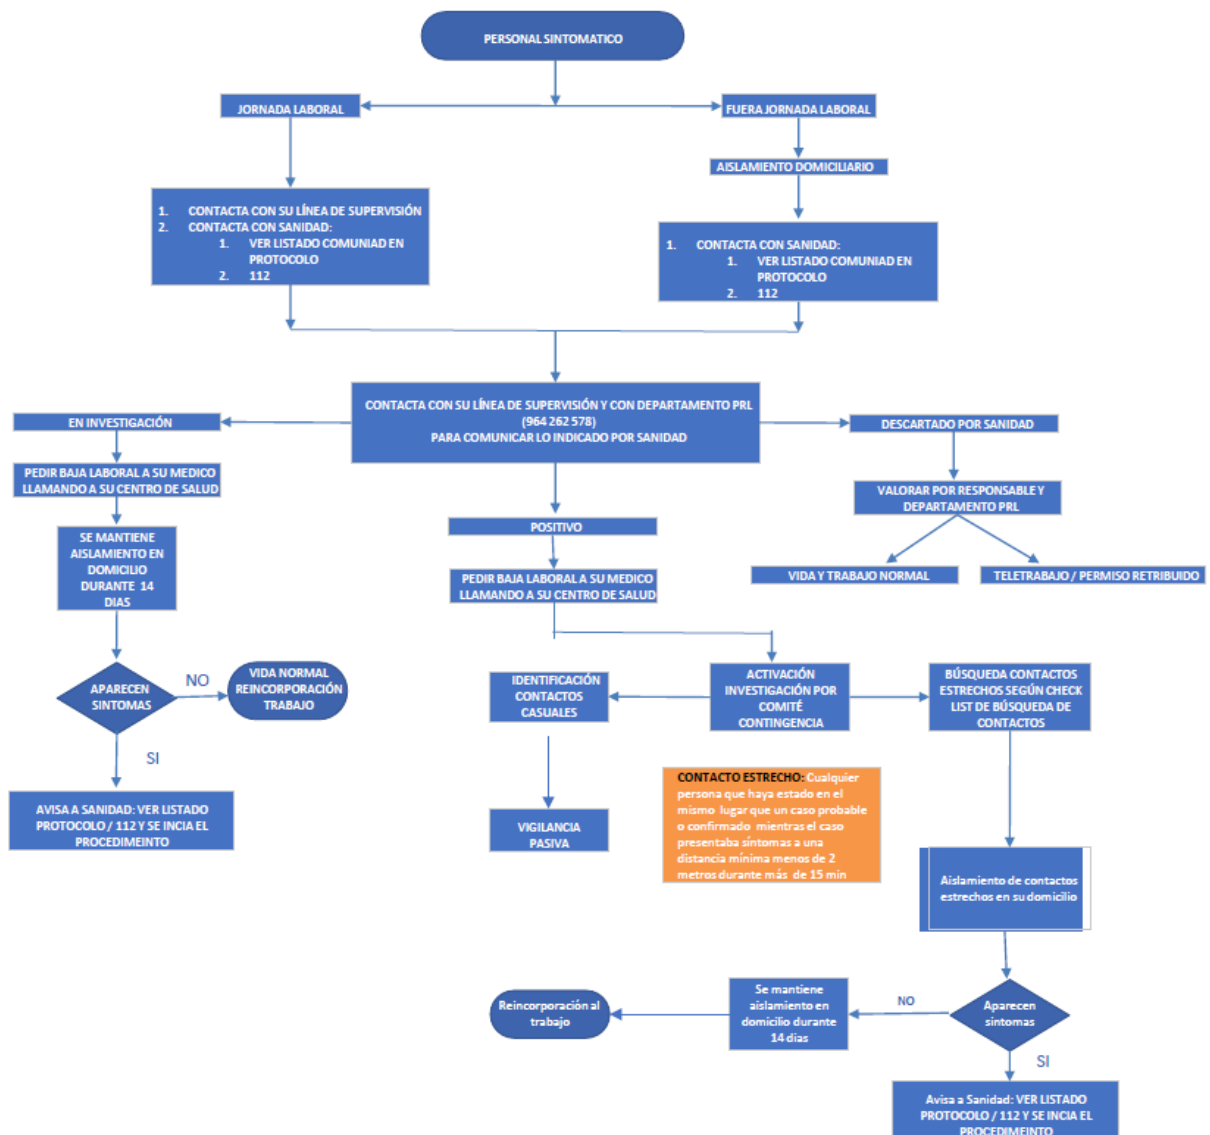 PERSONAL SINTOMATICO
JORNADA LABORAL
FUERA JORNADA LABORAL
AISLAMIENTO DOMICILIARIO
1. CONTACTA CON SU LÍNEA DE SUPERVISIÓN
2. CONTACTA CON SANIDAD:
1. VER LISTADO COMUNIAD EN
PROTOCOLO
2. 112
1. CONTACTA CON SANIDAD:
1. VER LISTADO COMUNIAD EN
PROTOCOLO
2. 112
CONTACTA CON SU LÍNEA DE SUPERVISIÓN Y CON DEPARTAMENTO PRL
(964 262 578)
PARA COMUNICAR LO INDICADO POR SANIDAD
EN INVESTIGACIÓN
PEDIR BAJA LABORAL A SU MEDICO
LLAMANDO A SU CENTRO DE SALUD
SE MANTIENE
AISLAMIENTO EN
DOMICILIO
DURANTE 14
DIAS
APARECEN
SINTOMAS
NO
VIDA NORMAL
REINCORPORACIÓN
TRABAJO
SI
AVISA A SANIDAD: VER LISTADO
PROTOCOLO / 112 Y SE INCIA EL
PROCEDIMEINTO
POSITIVO
PEDIR BAJA LABORAL A SU MEDICO
LLAMANDO A SU CENTRO DE SALUD
DESCARTADO POR SANIDAD
VALORAR POR RESPONSABLE Y
DEPARTAMENTO PRL
VIDA Y TRABAJO NORMAL
TELETRABAJO / PERMISO RETRIBUIDO
IDENTIFICACIÓN
CONTACTOS
CASUALES
ACTIVACIÓN
INVESTIGACIÓN POR
COMITÉ
CONTINGENCIA
BÚSQUEDA CONTACTOS
ESTRECHOS SEGÚN CHECK
LIST DE BÚSQUEDA DE
CONTACTOS
VIGILANCIA
PASIVA
CONTACTO ESTRECHO: Cualquier
persona que haya estado en el
mismo lugar que un caso probable
o confirmado mientras el caso
presentaba síntomas a una
distancia mínima menos de 2
metros durante más de 15 min
Aislamiento de contactos
estrechos en su domicilio
Aparecen
sintomas
NO
Se mantiene
aislamiento en
domicilio durante
14 dias
Reincorporación al
trabajo
SI
Avisa a Sanidad: VER LISTADO
PROTOCOLO / 112 Y SE INCIA EL
PROCEDIMEINTO